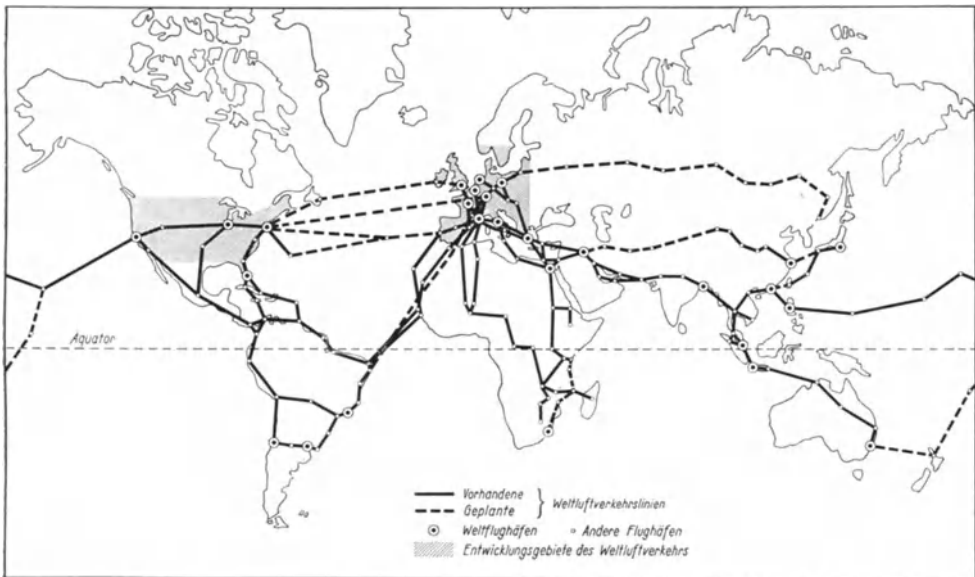 Äquator
Vorhandene
Geplante
Weltluftverkehrslinien
Weltflughäfen
Andere Flughäfen
Entwicklungsgebiete des Weltluftverkehrs